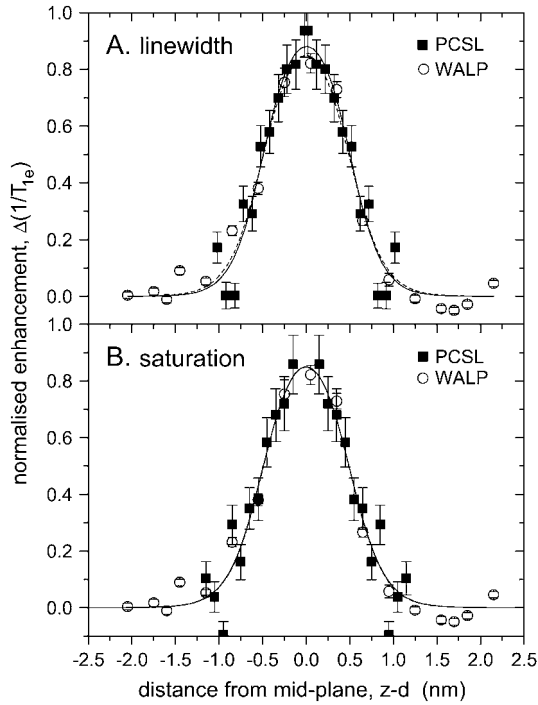 A. linewidth
PCSL
WALP
1.0
0.8
0.6
0.4
0.2
0.0
normalised enhancement, Δ(1/T1e)
B. saturation
PCSL
WALP
1.0
0.8
0.6
0.4
0.2
0.0
-2.5 -2.0 -1.5 -1.0 -0.5 0.0 0.5 1.0 1.5 2.0 2.5
distance from mid-plane, z-d (nm)